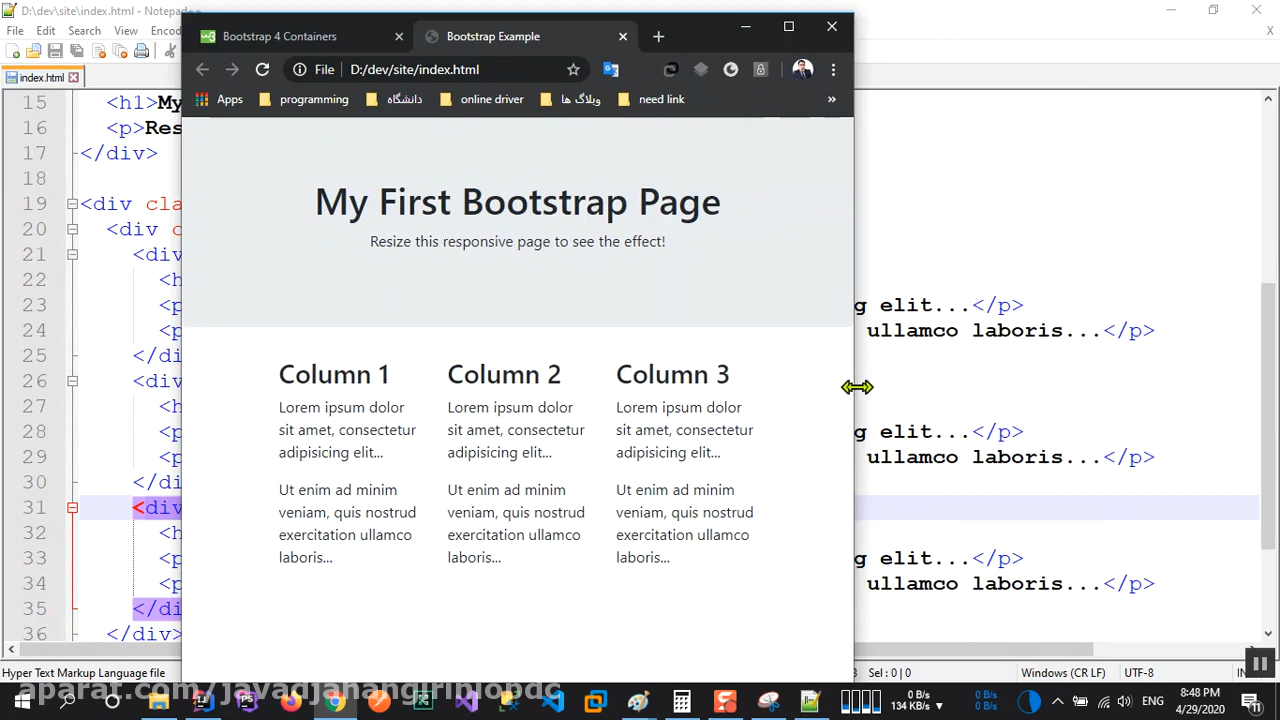 D:\dev\site\index.html - Notepad++
File Edit Search View Encod
index.html
Bootstrap 4 Containers
Bootstrap Example
File D:/dev/site/index.html
Apps programming دانشگاه online driver وبلاگ ها need link »
My First Bootstrap Page
Resize this responsive page to see the effect!
Column 1 Column 2 Column 3
Lorem ipsum dolor Lorem ipsum dolor Lorem ipsum dolor
sit amet, consectetur sit amet, consectetur sit amet, consectetur
adipisicing elit... adipisicing elit... adipisicing elit...
Ut enim ad minim Ut enim ad minim Ut enim ad minim
veniam, quis nostrud veniam, quis nostrud veniam, quis nostrud
exercitation ullamco exercitation ullamco exercitation ullamco
laboris... laboris... laboris...
15 <h1>My
16 <p>Res
17 </div>
18
19 <div cla
20 <div c
21 <div
22 <h
23 <p g elit...</p>
24 <p ullamco laboris...</p>
25 </di
26 <div
27 <h
28 <p g elit...</p>
29 <p ullamco laboris...</p>
30 </di
31 <div
32 <h
33 <p g elit...</p>
34 <p ullamco laboris...</p>
35 </di
36 </div>
Hyper Text Markup Language file Sel : 0 | 0 Windows (CR LF) UTF-8 IN
0 B/s 0 B/s ENG 8:48 PM
134 KB/s 706 B/s 4/29/2020
11